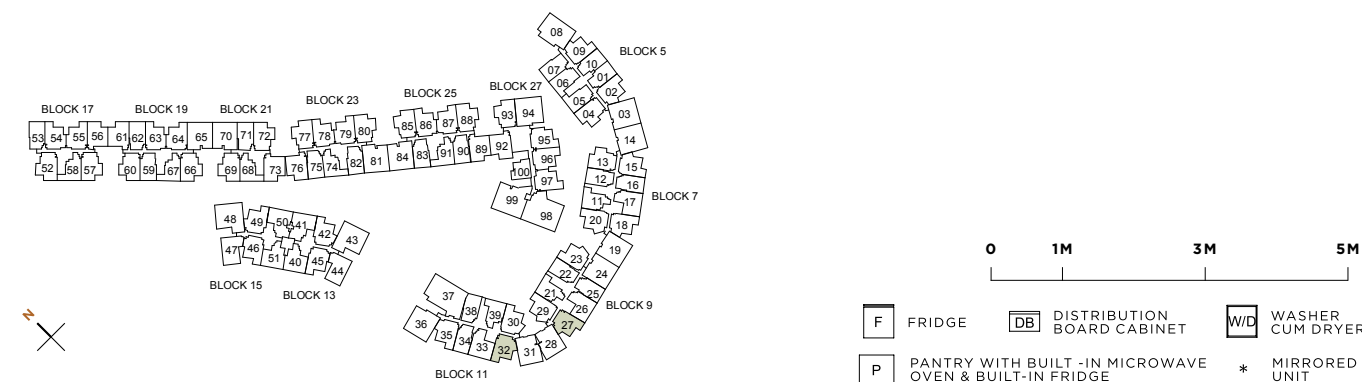 08
09
BLOCK 5
10
07
01
06
02
05
04
03
BLOCK 27
BLOCK 25
BLOCK 23
BLOCK 17
BLOCK 19
BLOCK 21
93 94
85 86 87 88
77 78 79 80
53 54 55 56 61 62 63 64 65 70 71 72
14
95
52 58 57 60 59 67 66 69 68 73 76 75 74 82 81 84 83 91 90 89 92
96
100
97
99
98
13
15
12
16
11
17
BLOCK 7
20
18
48 49 50 41 42 43
47 46 51 40 45 44
BLOCK 15
BLOCK 13
19
23
24
22
25
21
26
BLOCK 9
29
27
28
37
38
39
30
36
35
34
33
32
31
BLOCK 11
N
0 1M 3M 5M
F FRIDGE
DB DISTRIBUTION
BOARD CABINET
W/D WASHER
CUM DRYER
P PANTRY WITH BUILT -IN MICROWAVE
OVEN & BUILT-IN FRIDGE
* MIRRORED
UNIT